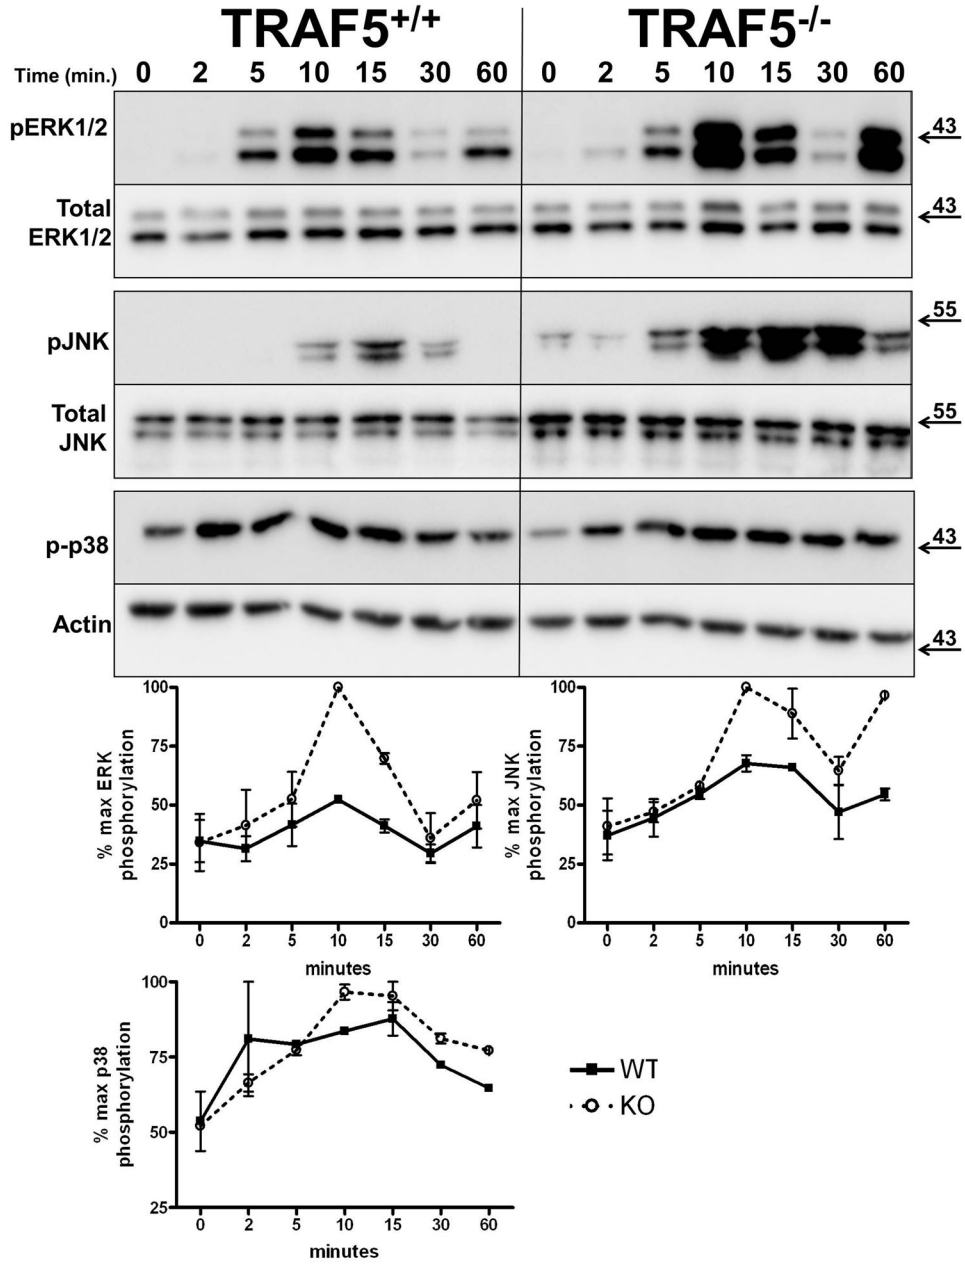 TRAF5+/+ TRAF5-/-
Time (min.) 0 2 5 10 15 30 60 0 2 5 10 15 30 60
pERK1/2 43
Total 43
ERK1/2
55
pJNK
Total 55
JNK
p-p38 43
Actin 43
% max ERK
phosphorylation
100
75
50
25
0
0 2 5 10 15 30 60
minutes
% max JNK
phosphorylation
100
75
50
25
0
0 2 5 10 15 30 60
minutes
% max p38
phosphorylation
100
75
50
25
0 2 5 10 15 30 60
minutes
WT
KO